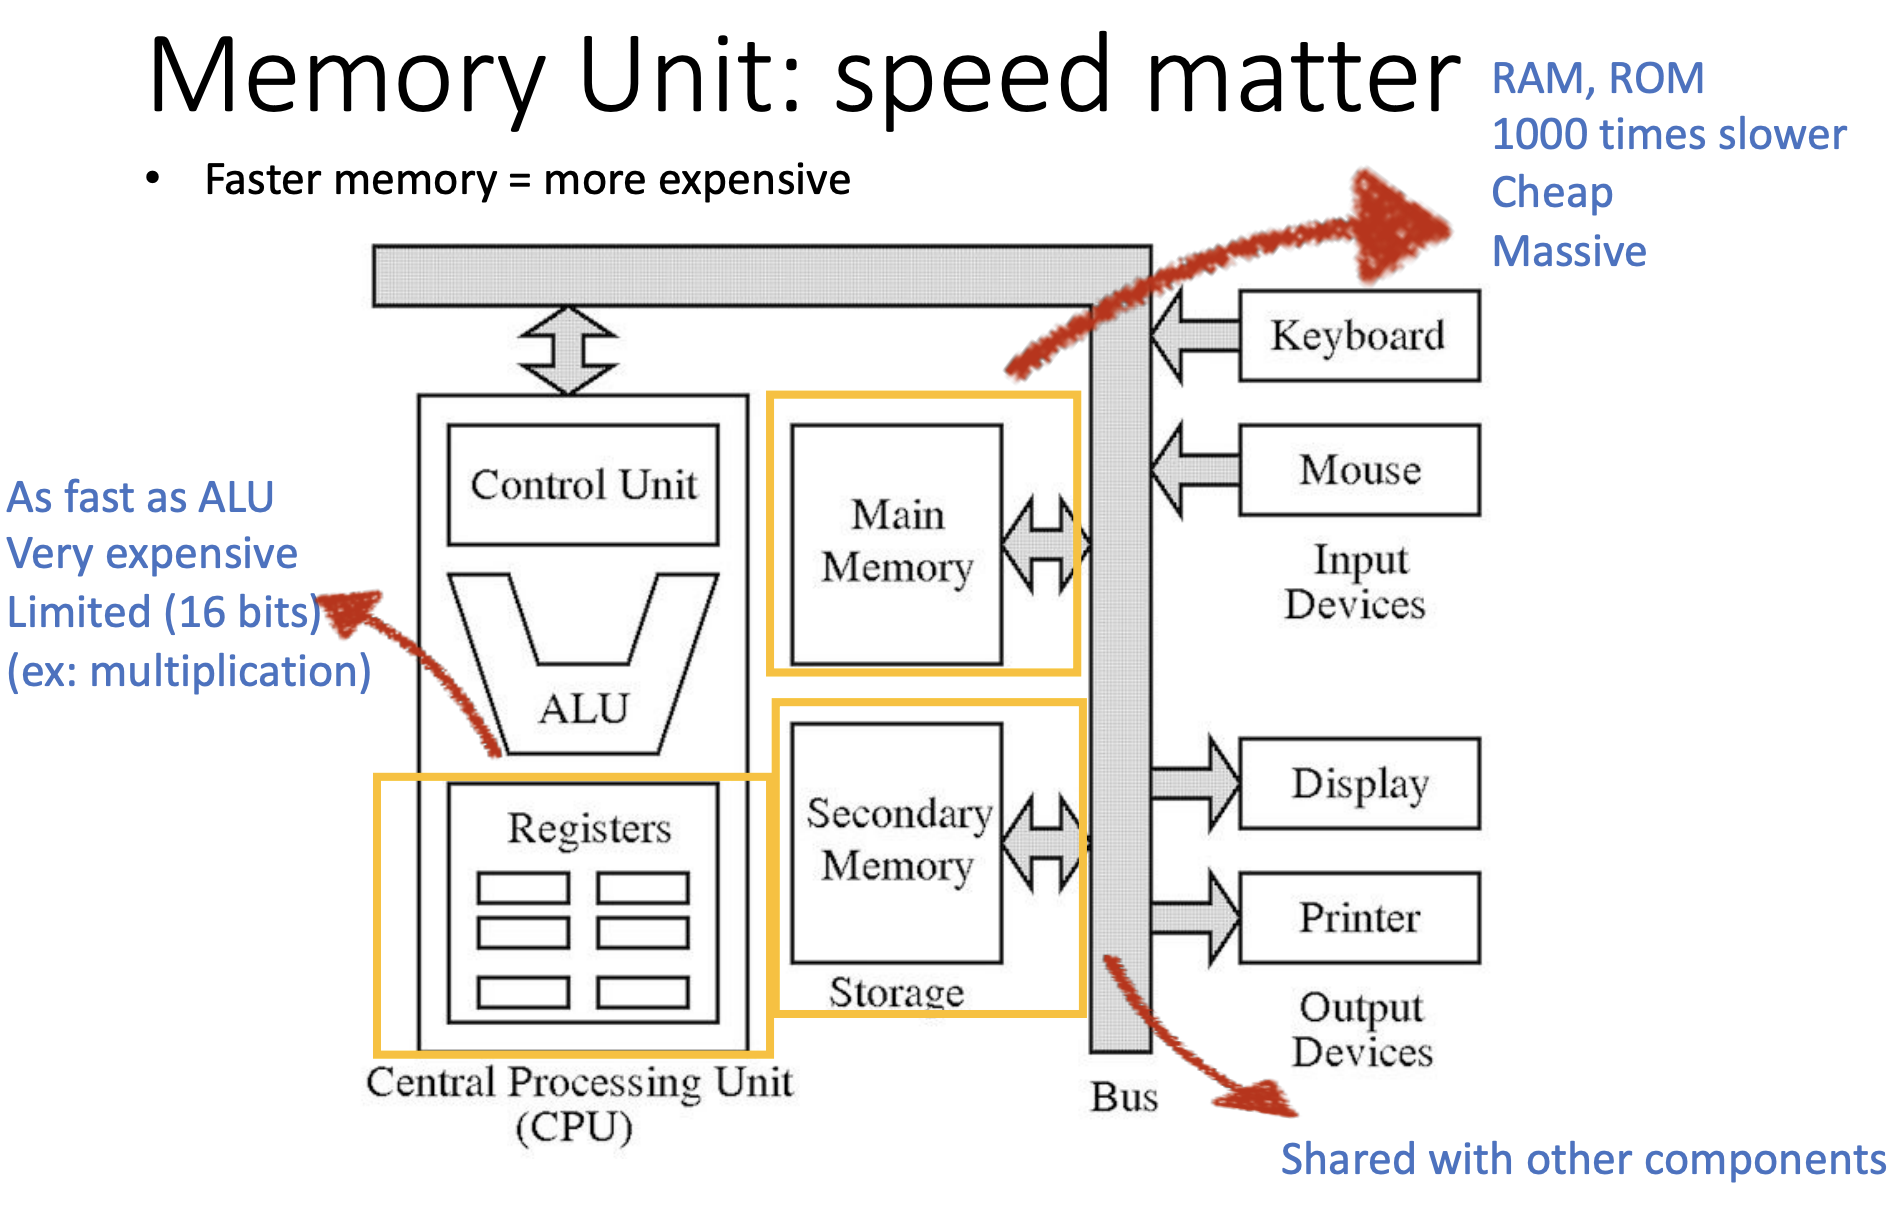 Memory Unit: speed matter
RAM, ROM
1000 times slower
Cheap
Massive
• Faster memory = more expensive
Keyboard
Mouse
Input
Devices
Control Unit
Main
Memory
As fast as ALU
Very expensive
Limited (16 bits)
(ex: multiplication)
ALU
Registers
Secondary
Memory
Storage
Display
Printer
Output
Devices
Central Processing Unit
(CPU)
Bus
Shared with other components